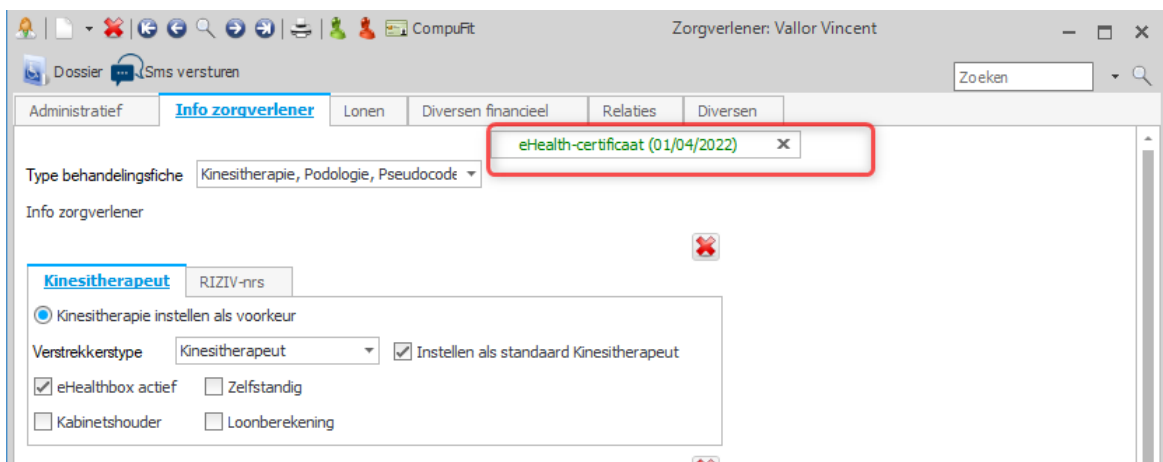 CompuFit Zorgverlener: Vallor Vincent
Dossier Sms versturen Zoeken
Administratief Info zorgverlener Lonen Diversen financieel Relaties Diversen
eHealth-certificaat (01/04/2022)
Type behandelingsfiche Kinesitherapie, Podologie, Pseudocode
Info zorgverlener
Kinesitherapeut RIZIV-nrs
Kinesitherapie instellen als voorkeur
Verstrekkerstype Kinesitherapeut Instellen als standaard Kinesitherapeut
eHealthbox actief Zelfstandig
Kabinetshouder Loonberekening